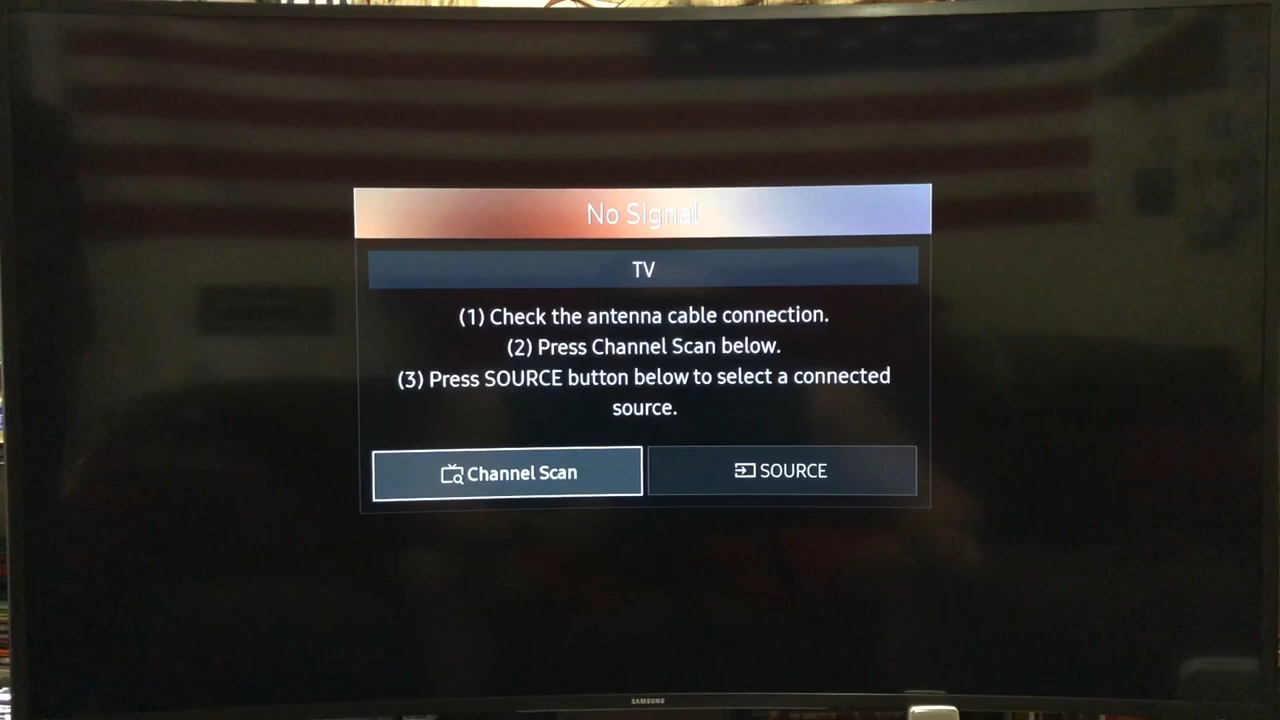 No Signal
TV
(1) Check the antenna cable connection.
(2) Press Channel Scan below.
(3) Press SOURCE button below to select a connected
source.
Channel Scan
SOURCE
SAMSUNG